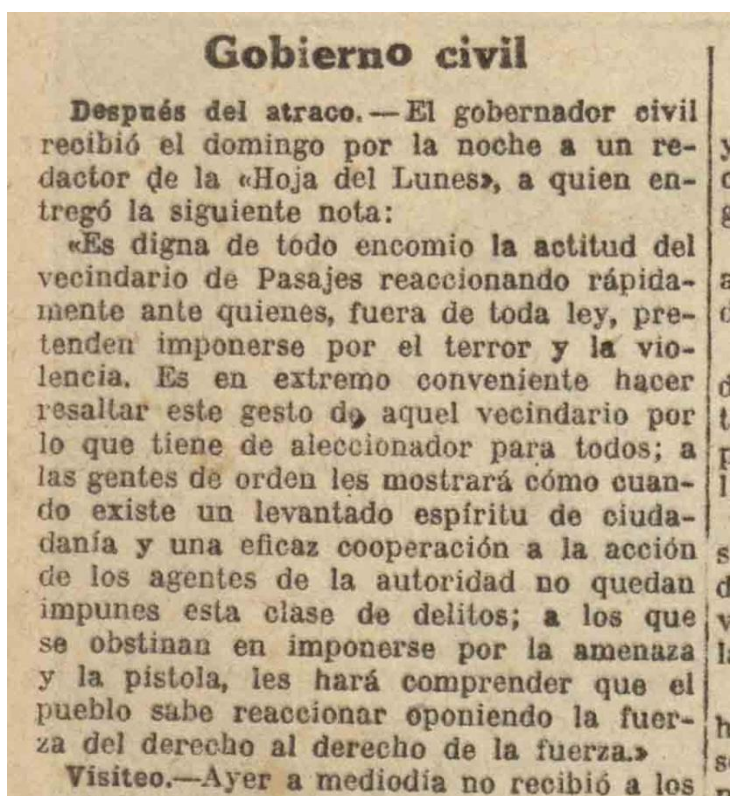 Gobierno civil
Después del atraco.—El gobernador civil
recibió el domingo por la noche a un re-
dactor de la «Hoja del Lunes», a quien en-
tregó la siguiente nota:
«Es digna de todo encomio la actitud del
vecindario de Pasajes reaccionando rápida-
mente ante quienes, fuera de toda ley, pre-
tenden imponerse por el terror y la vio-
lencia. Es en extremo conveniente hacer
resaltar este gesto de aquel vecindario por
lo que tiene de aleccionador para todos; a
las gentes de orden les mostrará cómo cuan-
do existe un levantado espíritu de ciuda-
danía y una eficaz cooperación a la acción
de los agentes de la autoridad no quedan
impunes esta clase de delitos; a los que
se obstinan en imponerse por la amenaza
y la pistola, les hará comprender que el
pueblo sabe reaccionar oponiendo la fuer-
za del derecho al derecho de la fuerza.»
Visiteo.—Ayer a mediodía no recibió a los